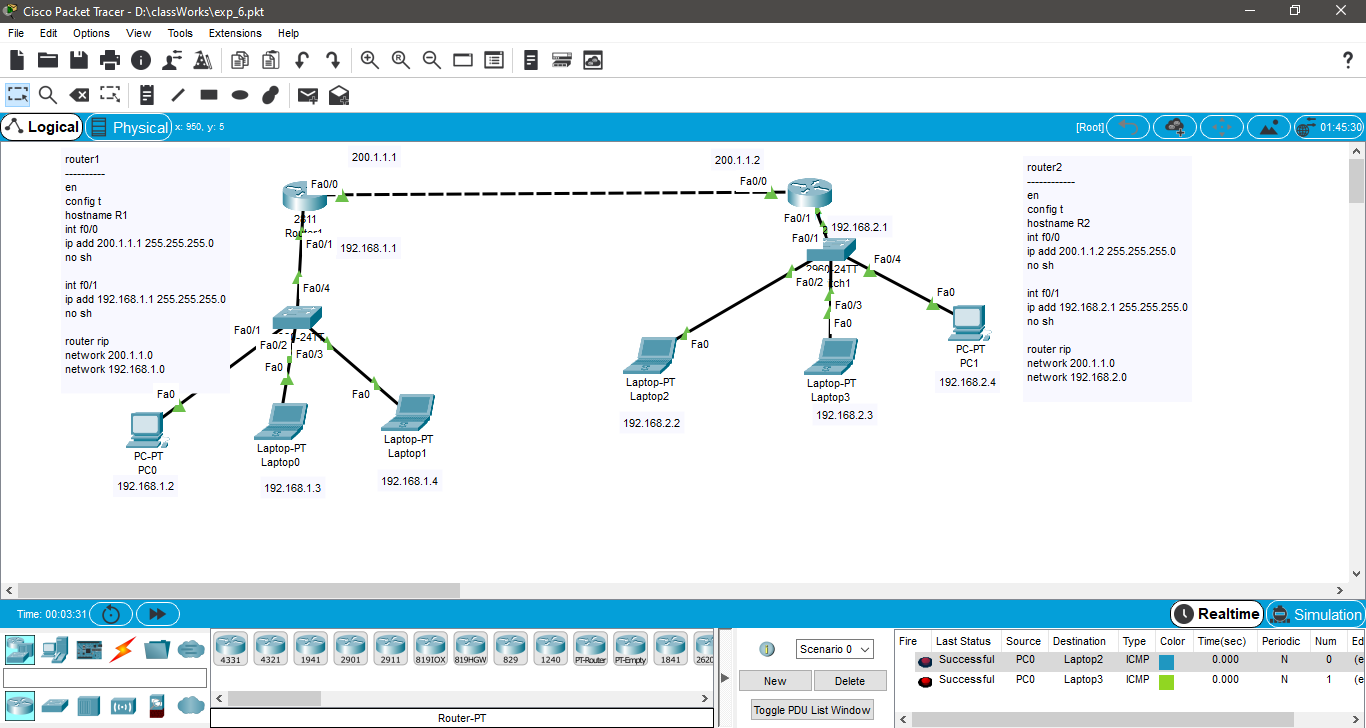 Cisco Packet Tracer - D:\classWorks\exp_6.pkt
File Edit Options View Tools Extensions Help
Logical
Physical
x: 950, y: 5
[Root]
01:45:30
router1
----------
en
config t
hostname R1
int f0/0
ip add 200.1.1.1 255.255.255.0
no sh
int f0/1
ip add 192.168.1.1 255.255.255.0
no sh
router rip
network 200.1.1.0
network 192.168.1.0
200.1.1.1
Fa0/0
2811
Router1
Fa0/1
192.168.1.1
Fa0/4
Fa0/1
-24TT
Fa0/2
Fa0/3
Fa0
Fa0
Fa0
PC-PT
PC0
192.168.1.2
Laptop-PT
Laptop0
192.168.1.3
Laptop-PT
Laptop1
192.168.1.4
200.1.1.2
Fa0/0
Fa0/1
192.168.2.1
Fa0/1
2960-24TT
Fa0/4
Fa0/2
tch1
Fa0/3
Fa0
Fa0
Fa0
Laptop-PT
Laptop2
192.168.2.2
Laptop-PT
Laptop3
192.168.2.3
PC-PT
PC1
192.168.2.4
router2
------------
en
config t
hostname R2
int f0/0
ip add 200.1.1.2 255.255.255.0
no sh
int f0/1
ip add 192.168.2.1 255.255.255.0
no sh
router rip
network 200.1.1.0
network 192.168.2.0
Time: 00:03:31
Realtime
Simulation
4331 4321 1941 2901 2911 819IOX 819HGW 829 1240 PT-Router PT-Empty 1841 2620
Router-PT
Scenario 0
New
Delete
Toggle PDU List Window
Fire Last Status Source Destination Type Color Time(sec) Periodic Num Ed
Successful PC0 Laptop2 ICMP 0.000 N 0 (e
Successful PC0 Laptop3 ICMP 0.000 N 1 (e